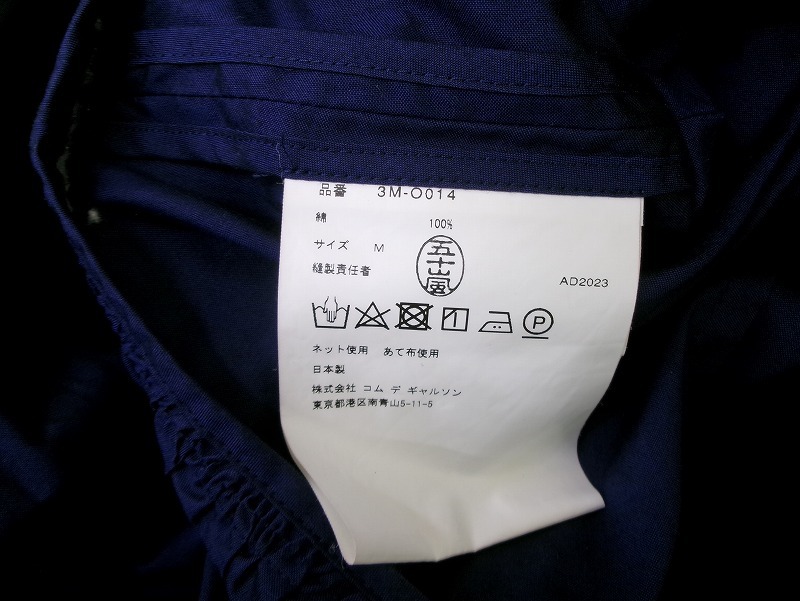 品番 3M-O014
綿 100%
サイズ M
縫製責任者 五十嵐
AD2023
P
ネット使用 あて布使用
日本製
株式会社 コム デ ギャルソン
東京都港区南青山5-11-5